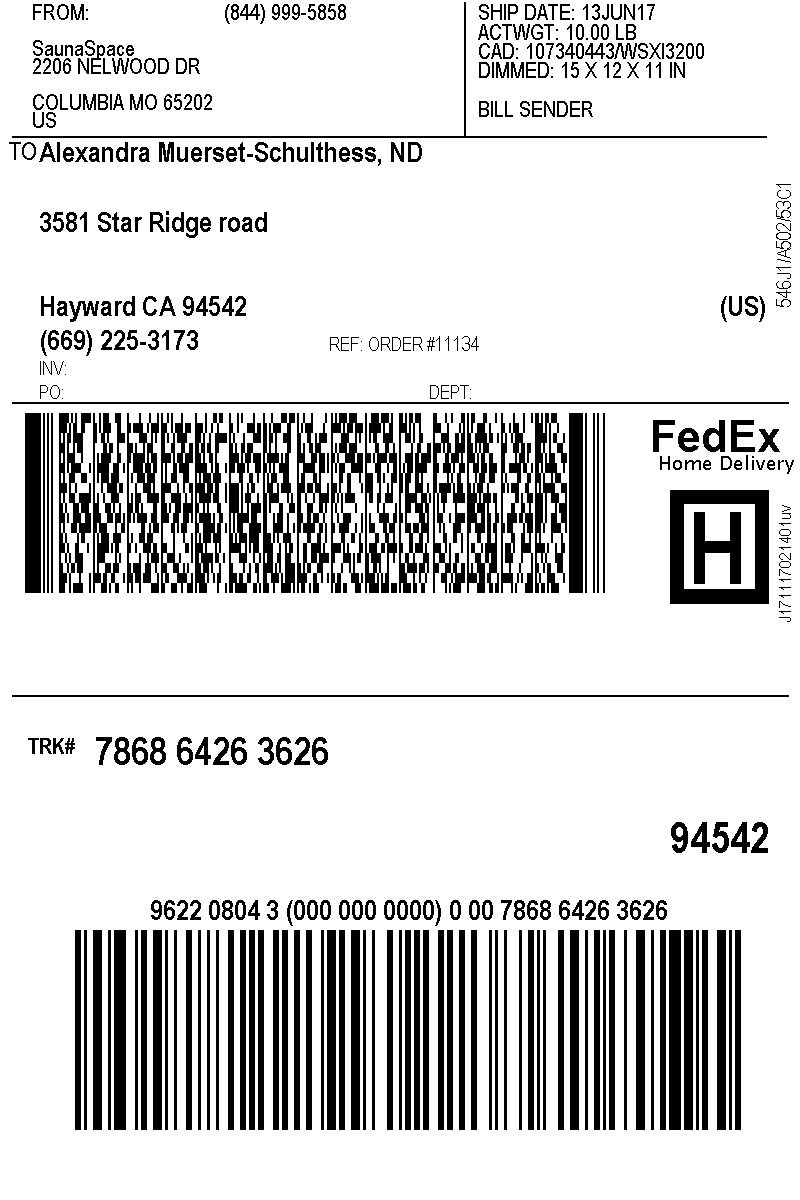 FROM: (844) 999-5858
SaunaSpace
2206 NELWOOD DR
COLUMBIA MO 65202
US
SHIP DATE: 13JUN17
ACTWGT: 10.00 LB
CAD: 107340443/WSXI3200
DIMMED: 15 X 12 X 11 IN
BILL SENDER
TO Alexandra Muerset-Schulthess, ND
3581 Star Ridge road
Hayward CA 94542 (US)
(669) 225-3173 REF: ORDER #11134
INV:
PO: DEPT:
546J1/A502/53C1
FedEx
Home Delivery
H
J171117021401uv
TRK# 7868 6426 3626
94542
9622 0804 3 (000 000 0000) 0 00 7868 6426 3626